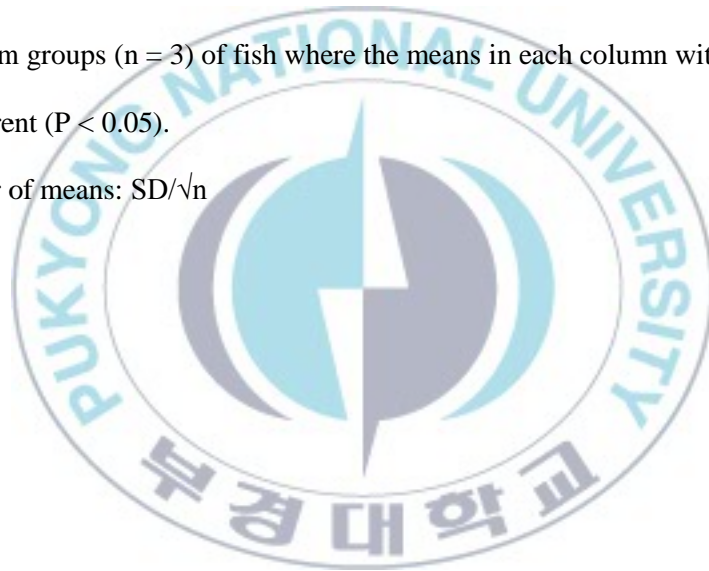 m groups (n = 3) of fish where the means in each column wit
rent (P < 0.05).
r of means: SD/√n
PUKYONG NATIONAL UNIVERSITY
부경대학교